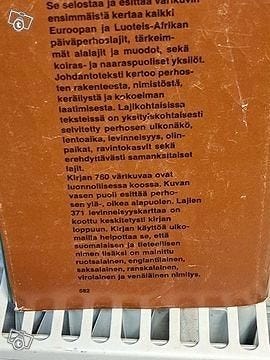 Se selostaa ja esittää värikuvin
ensimmäistä kertaa kaikki
Euroopan ja Luoteis-Afrikan
päiväperhoslajit, tärkeim-
mät alalajit ja muodot, sekä
koiras- ja naaraspuoliset yksilöt.
Johdantoteksti kertoo perhos-
ten rakenteesta, nimistöstä,
keräilystä ja kokoelman
laatimisesta. Lajikohtaisissa
teksteissä on yksityiskohtaisesti
selvitetty perhosen ulkonäkö,
lentoaika, levinneisyys, olin-
paikat, ravintokasvit sekä
erehdyttävästi samankaltaiset
lajit.
Kirjan 760 värikuvaa ovat
luonnollisessa koossa. Kuvan
vasen puoli esittää perho-
sen ylä-, oikea alapuolen. Lajien
371 levinneisyyskarttaa on
koottu keskitetysti kirjan
loppuun. Kirjan käyttöä ulko-
mailla helpottaa se, että
suomalaisen ja tieteellisen
nimen lisäksi on mainittu
ruotsalainen, englantilainen,
saksalainen, ranskalainen,
virolainen ja venäläinen nimitys.
582